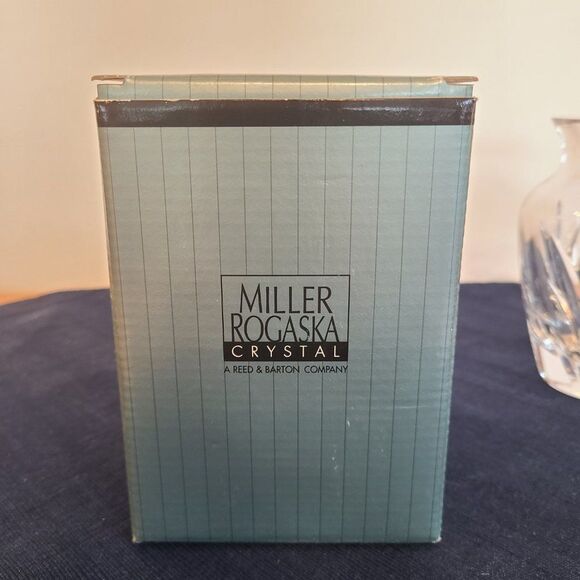 MILLER
ROGASKA
CRYSTAL
A REED & BARTON COMPANY